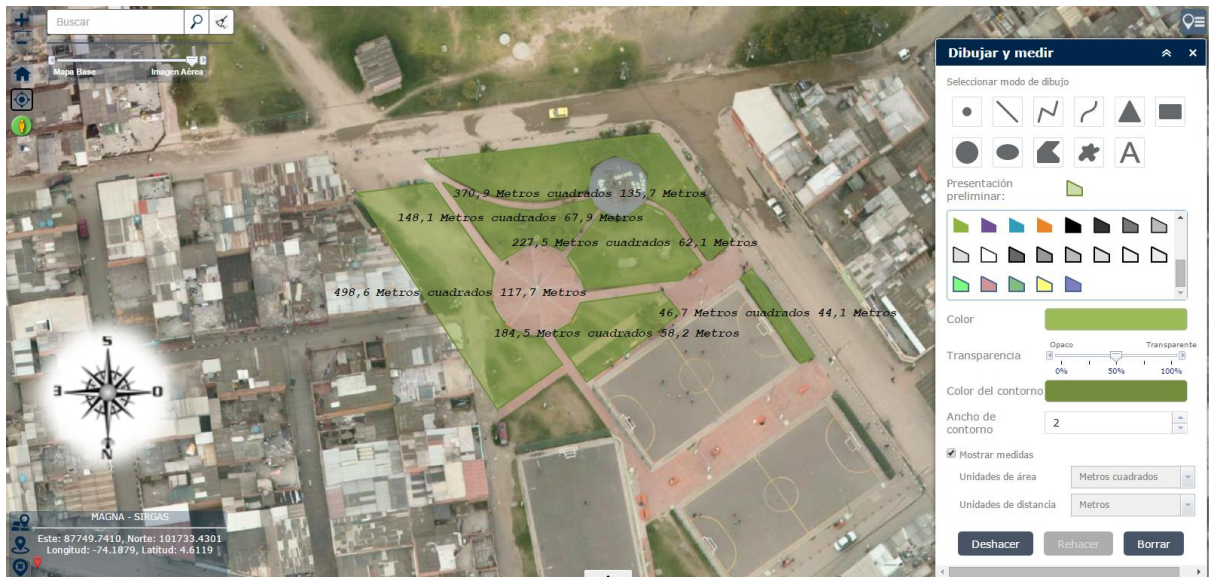 Buscar
Mapa Base
Imagen Aérea
370,9 Metros cuadrados 135,7 Metros
148,1 Metros cuadrados 67,9 Metros
227,5 Metros cuadrados 62,1 Metros
498,6 Metros cuadrados 117,7 Metros
46,7 Metros cuadrados 44,1 Metros
184,5 Metros cuadrados 58,2 Metros
S
E
O
N
MAGNA - SIRGAS
Este: 87749.7410, Norte: 101733.4301
Longitud: -74.1879, Latitud: 4.6119
Dibujar y medir
Seleccionar modo de dibujo
A
Presentación
preliminar:
Color
Transparencia
Opaco
Transparente
0%
50%
100%
Color del contorno
Ancho de
contorno
2
Mostrar medidas
Unidades de área
Metros cuadrados
Unidades de distancia
Metros
Deshacer
Rehacer
Borrar